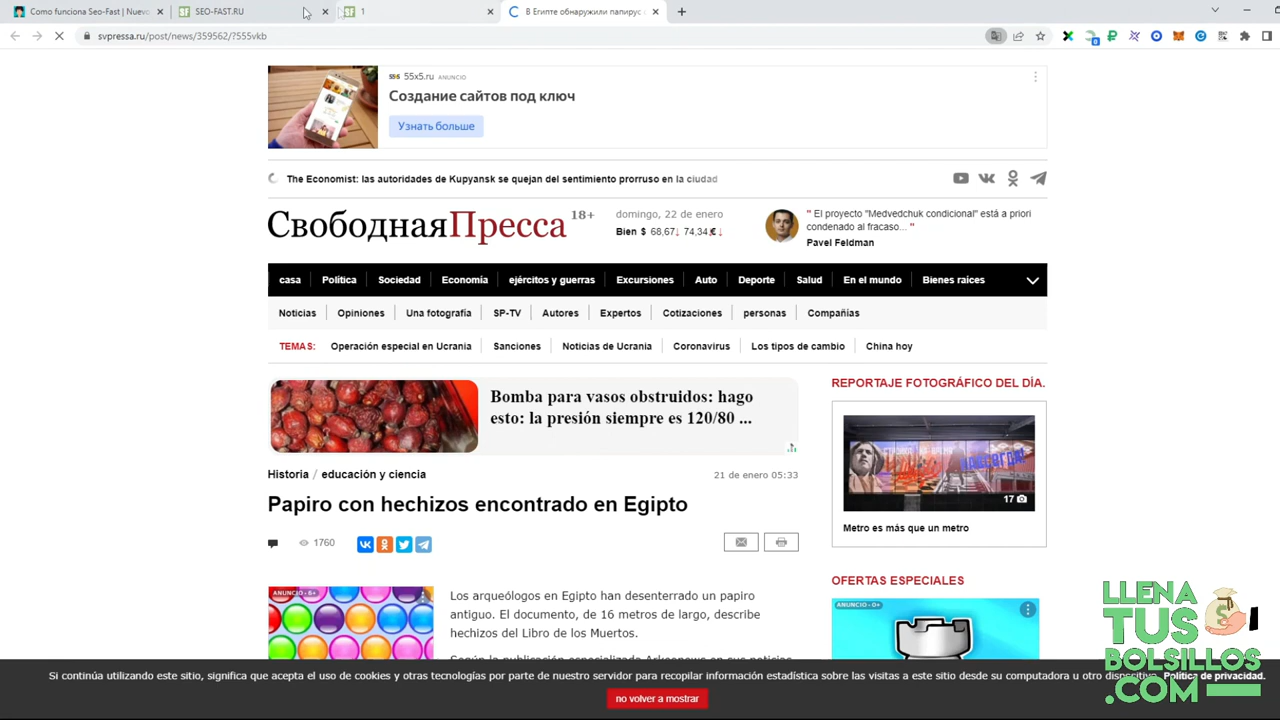 Como funciona Seo-Fast | Nuevo
SEO-FAST.RU
1
В Египте обнаружили папирус с
svpressa.ru/post/news/359562/?555vkb
55x5.ru ANUNCIO
Создание сайтов под ключ
Узнать больше
The Economist: las autoridades de Kupyansk se quejan del sentimiento prorruso en la ciudad
СвободнаяПресса 18+
domingo, 22 de enero
Bien $ 68,67↓ 74,34 € ↓
" El proyecto "Medvedchuk condicional" está a priori
condenado al fracaso... "
Pavel Feldman
casa Política Sociedad Economía ejércitos y guerras Excursiones Auto Deporte Salud En el mundo Bienes raíces
Noticias Opiniones Una fotografía SP-TV Autores Expertos Cotizaciones personas Compañías
TEMAS: Operación especial en Ucrania Sanciones Noticias de Ucrania Coronavirus Los tipos de cambio China hoy
Bomba para vasos obstruidos: hago
esto: la presión siempre es 120/80 ...
REPORTAJE FOTOGRÁFICO DEL DÍA.
17
Metro es más que un metro
Historia / educación y ciencia
21 de enero 05:33
Papiro con hechizos encontrado en Egipto
1760
ANUNCIO • 6+
Los arqueólogos en Egipto han desenterrado un papiro
antiguo. El documento, de 16 metros de largo, describe
hechizos del Libro de los Muertos.
Según la publicación especializada Arkeonews en sus noticias
OFERTAS ESPECIALES
ANUNCIO • 0+
Si continúa utilizando este sitio, significa que acepta el uso de cookies y otras tecnologías por parte de nuestro servidor para recopilar información estadística sobre las visitas a este sitio desde su computadora u otro dispositivo. Política de privacidad.
no volver a mostrar
LLENA
TUS
BOLSILLOS
.COM